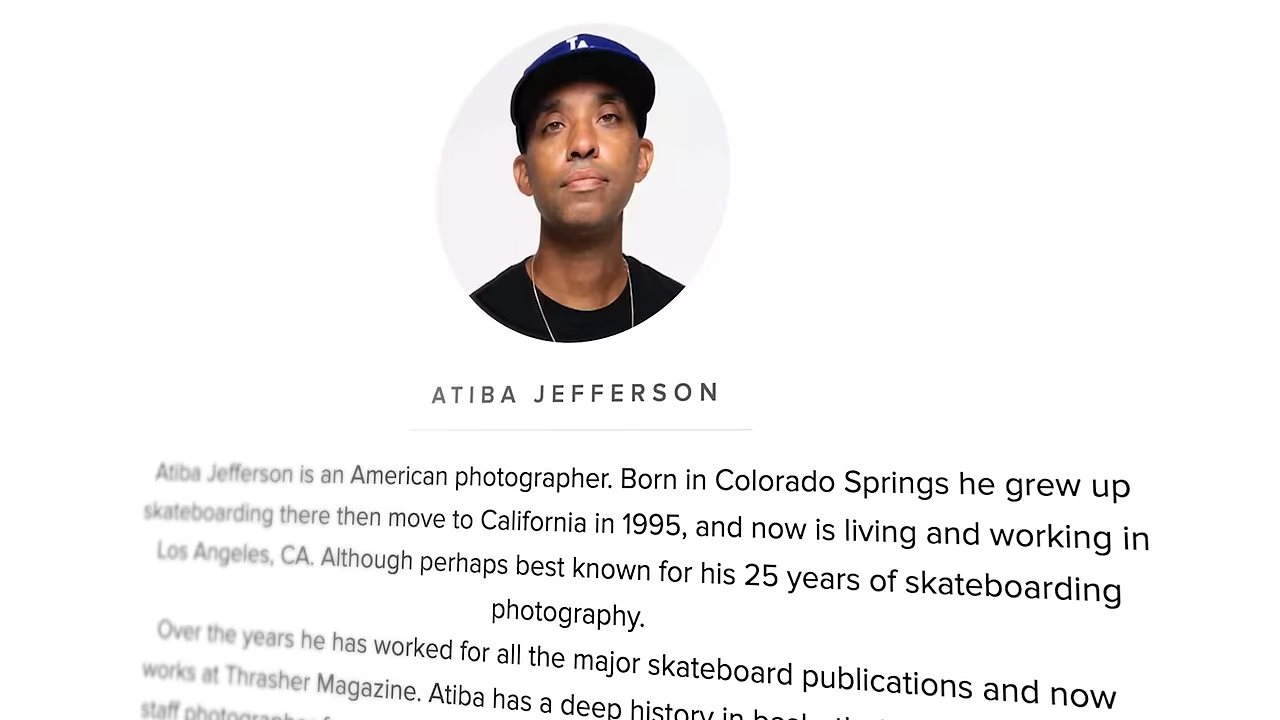 TA
ATIBA JEFFERSON
Atiba Jefferson is an American photographer. Born in Colorado Springs he grew up
skateboarding there then move to California in 1995, and now is living and working in
Los Angeles, CA. Although perhaps best known for his 25 years of skateboarding
photography.
Over the years he has worked for all the major skateboard publications and now
works at Thrasher Magazine. Atiba has a deep history in
staff photographer